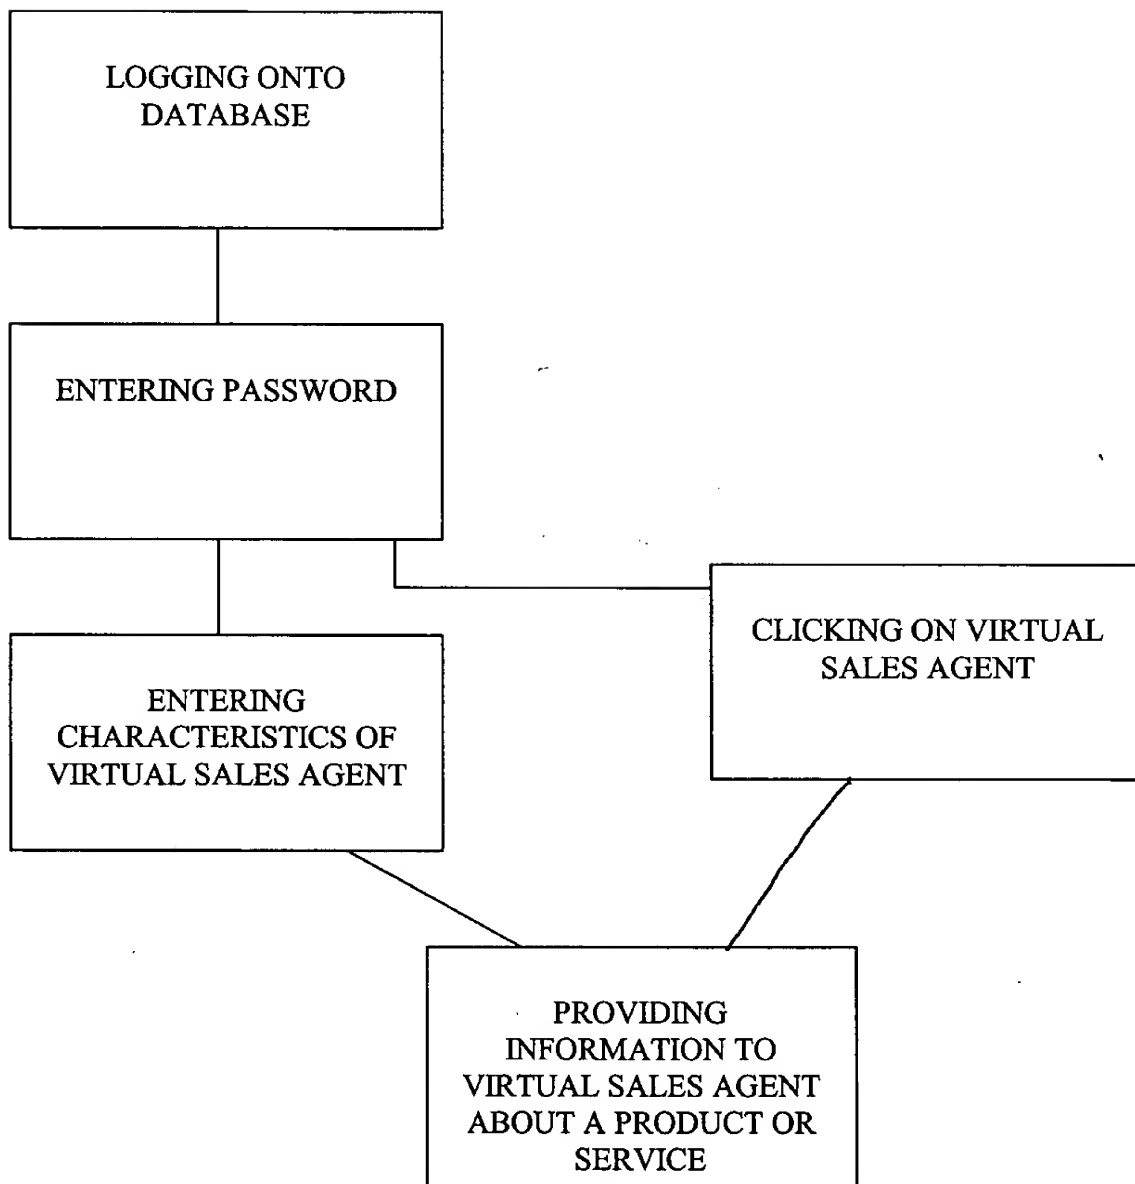 LOGGING ONTO
DATABASE
ENTERING PASSWORD
CLICKING ON VIRTUAL
SALES AGENT
ENTERING
CHARACTERISTICS OF
VIRTUAL SALES AGENT
PROVIDING
INFORMATION TO
VIRTUAL SALES AGENT
ABOUT A PRODUCT OR
SERVICE